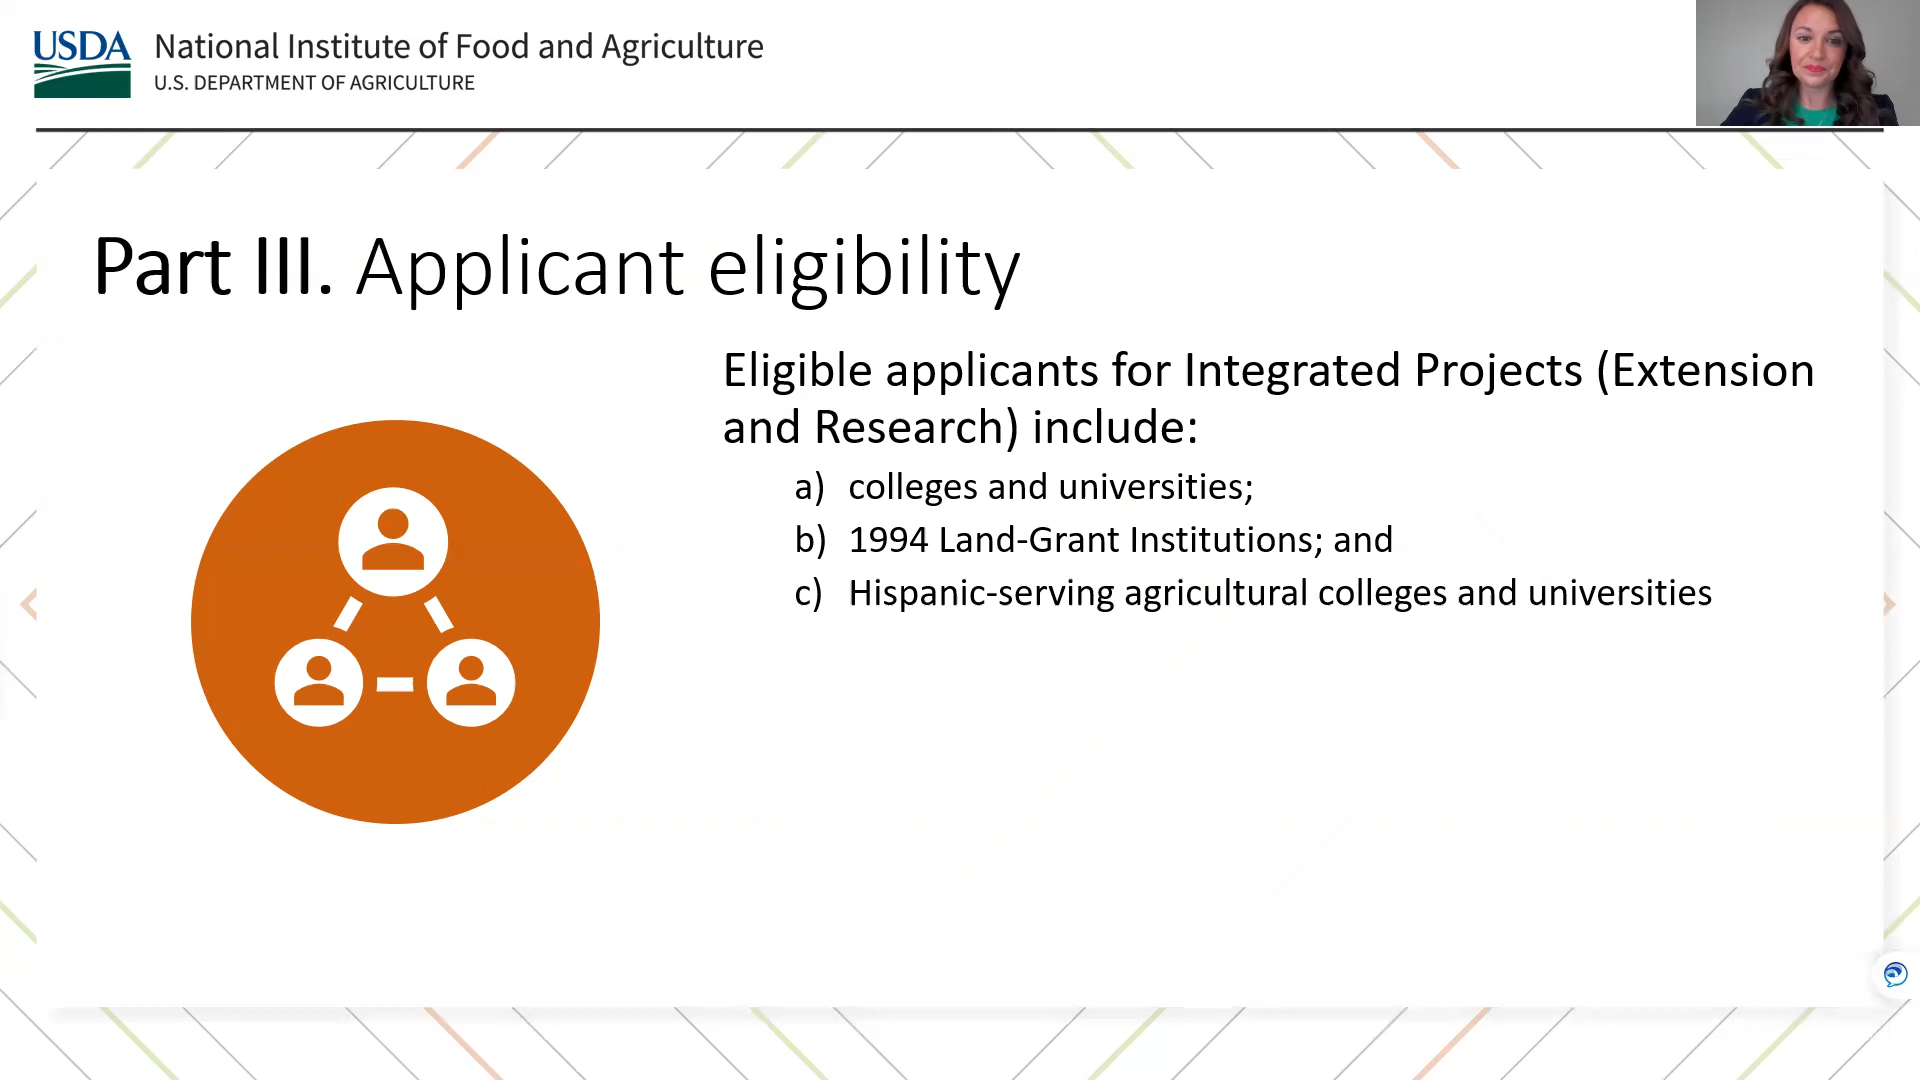 USDA
National Institute of Food and Agriculture
U.S. DEPARTMENT OF AGRICULTURE
Part III. Applicant eligibility
Eligible applicants for Integrated Projects (Extension
and Research) include:
a) colleges and universities;
b) 1994 Land-Grant Institutions; and
c) Hispanic-serving agricultural colleges and universities